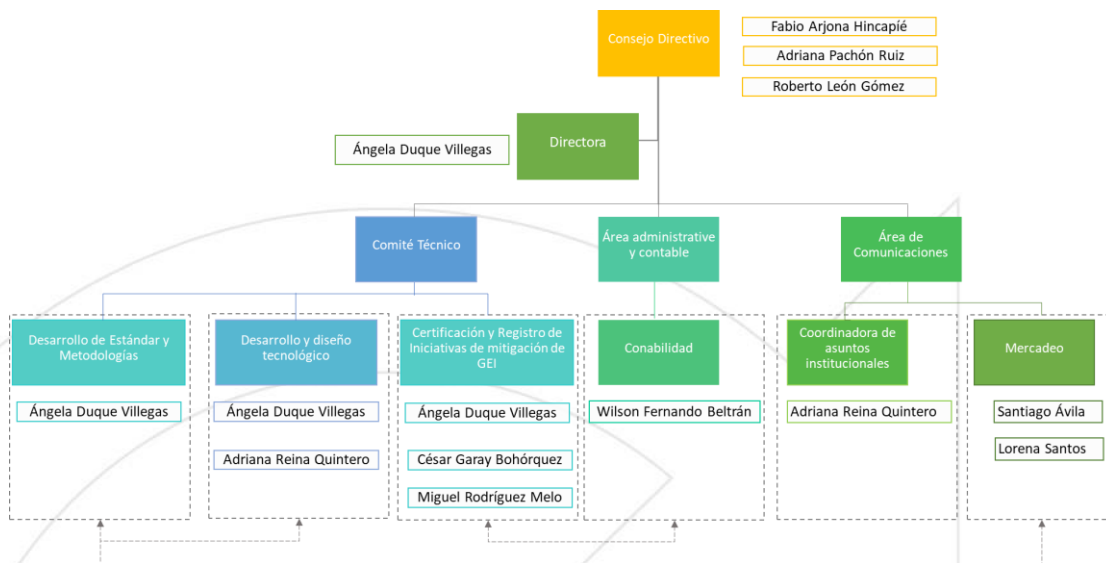 Consejo Directivo
Fabio Arjona Hincapíé
Adriana Pachón Ruiz
Roberto León Gómez
Directora
Ángela Duque Villegas
Comité Técnico
Área administrative
y contable
Área de
Comunicaciones
Desarrollo de Estándar y
Metodologías
Ángela Duque Villegas
Desarrollo y diseño
tecnológico
Ángela Duque Villegas
Adriana Reina Quintero
Certificación y Registro de
Iniciativas de mitigación de
GEI
Ángela Duque Villegas
César Garay Bohórquez
Miguel Rodríguez Melo
Conabilidad
Wilson Fernando Beltrán
Coordinadora de
asuntos
institucionales
Adriana Reina Quintero
Mercadeo
Santiago Ávila
Lorena Santos